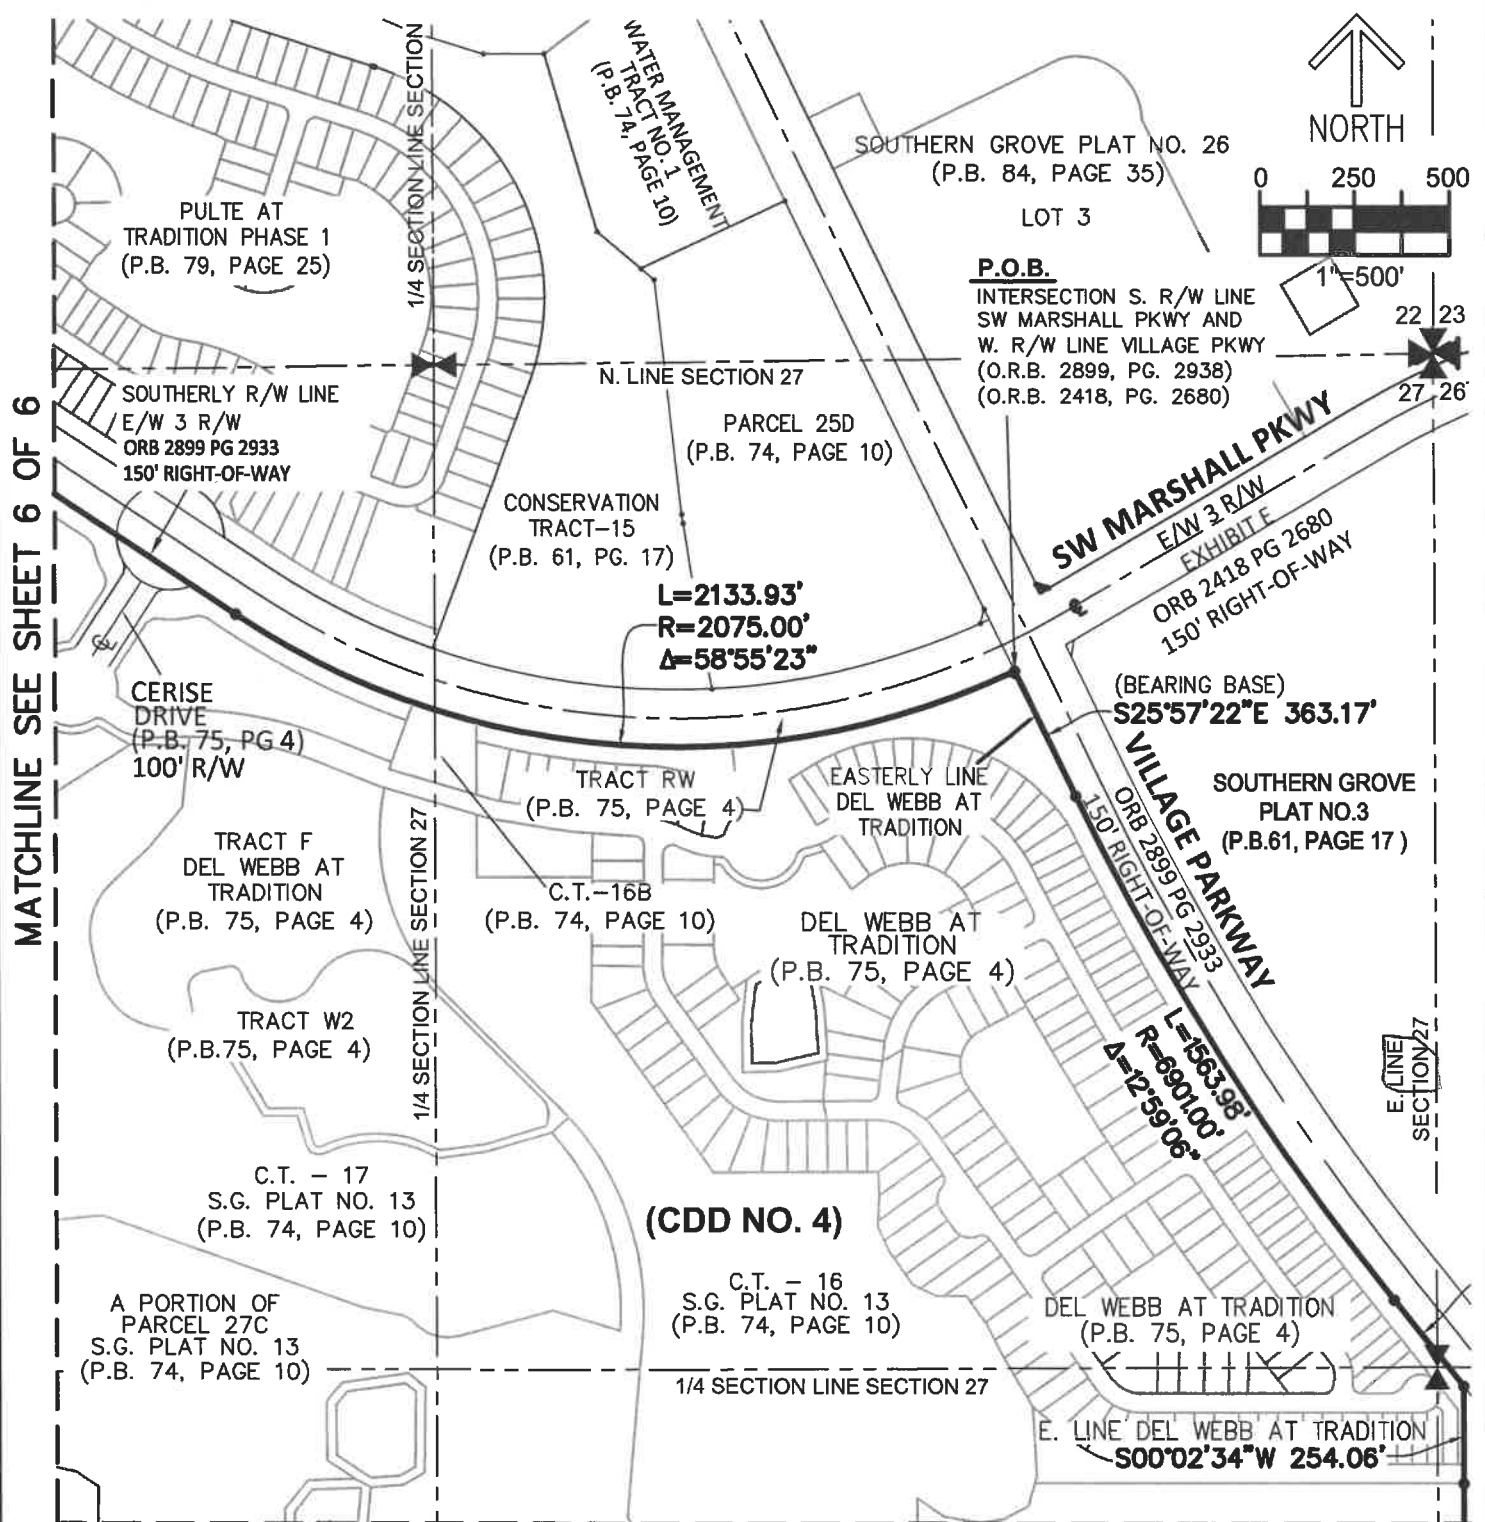 MATCHLINE SEE SHEET 6 OF 6
1/4 SECTION LINE SECTION
WATER MANAGEMENT
TRACT NO. 1
(P.B. 74, PAGE 10)
SOUTHERN GROVE PLAT NO. 26
(P.B. 84, PAGE 35)
LOT 3
NORTH
0 250 500
1"=500'
22 23
27 26
PULTE AT
TRADITION PHASE 1
(P.B. 79, PAGE 25)
P.O.B.
INTERSECTION S. R/W LINE
SW MARSHALL PKWY AND
W. R/W LINE VILLAGE PKWY
(O.R.B. 2899, PG. 2938)
(O.R.B. 2418, PG. 2680)
N. LINE SECTION 27
SOUTHERLY R/W LINE
E/W 3 R/W
ORB 2899 PG 2933
150' RIGHT-OF-WAY
PARCEL 25D
(P.B. 74, PAGE 10)
CONSERVATION
TRACT-15
(P.B. 61, PG. 17)
SW MARSHALL PKWY
E/W 3 R/W
EXHIBIT E
ORB 2418 PG 2680
150' RIGHT-OF-WAY
L=2133.93'
R=2075.00'
Δ=58°55'23"
CERISE
DRIVE
(P.B. 75, PG 4)
100' R/W
(BEARING BASE)
S25°57'22"E 363.17'
TRACT RW
(P.B. 75, PAGE 4)
EASTERLY LINE
DEL WEBB AT
TRADITION
VILLAGE PARKWAY
ORB 2899 PG 2933
150' RIGHT-OF-WAY
SOUTHERN GROVE
PLAT NO.3
(P.B.61, PAGE 17 )
TRACT F
DEL WEBB AT
TRADITION
(P.B. 75, PAGE 4)
1/4 SECTION LINE SECTION 27
C.T.-16B
(P.B. 74, PAGE 10)
DEL WEBB AT
TRADITION
(P.B. 75, PAGE 4)
TRACT W2
(P.B.75, PAGE 4)
L=1563.98'
R=6901.00'
Δ=12°59'06"
E. LINE
SECTION 27
C.T. - 17
S.G. PLAT NO. 13
(P.B. 74, PAGE 10)
(CDD NO. 4)
C.T. - 16
S.G. PLAT NO. 13
(P.B. 74, PAGE 10)
A PORTION OF
PARCEL 27C
S.G. PLAT NO. 13
(P.B. 74, PAGE 10)
DEL WEBB AT TRADITION
(P.B. 75, PAGE 4)
1/4 SECTION LINE SECTION 27
E. LINE DEL WEBB AT TRADITION
S00°02'34"W 254.06'